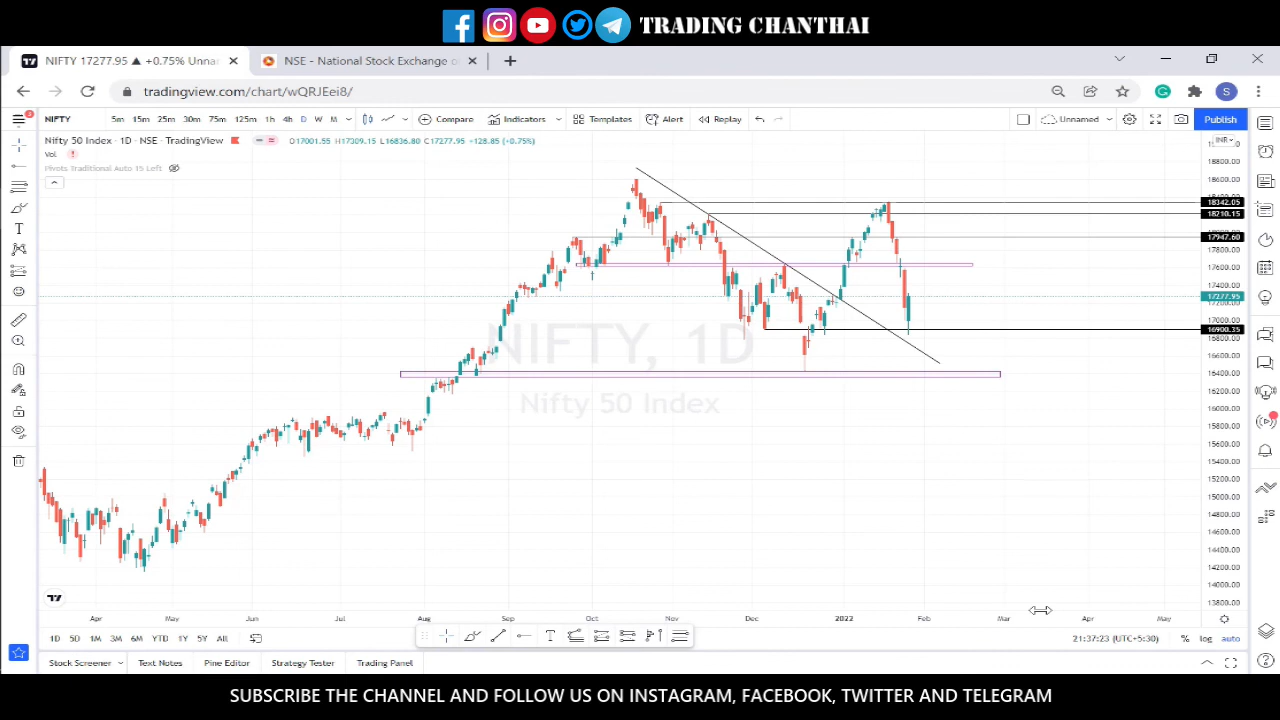 TRADING CHANTHAI
NIFTY 17277.95 ▲ +0.75% Unnar
NSE - National Stock Exchange o
tradingview.com/chart/wQRJEei8/
S
NIFTY 5m 15m 25m 30m 75m 125m 1h 4h D W M Compare Indicators Templates Alert Replay Unnamed Publish
Nifty 50 Index · 1D · NSE · TradingView O17001.55 H17309.15 L16836.80 C17277.95 +128.85 (+0.75%)
INR
Vol.
Pivots Traditional Auto 15 Left
18800.00
18600.00
18342.05
18210.15
17947.60
17600.00
17400.00
17277.95
17000.00
16900.35
16600.00
16400.00
16200.00
16000.00
15800.00
15600.00
15400.00
15200.00
15000.00
14800.00
14600.00
14400.00
14200.00
14000.00
13800.00
NIFTY, 1D
Nifty 50 Index
Apr May Jun Jul Aug Sep Oct Nov Dec 2022 Feb Mar Apr May
1D 5D 1M 3M 6M YTD 1Y 5Y All 21:37:23 (UTC+5:30) % log auto
Stock Screener Text Notes Pine Editor Strategy Tester Trading Panel
SUBSCRIBE THE CHANNEL AND FOLLOW US ON INSTAGRAM, FACEBOOK, TWITTER AND TELEGRAM